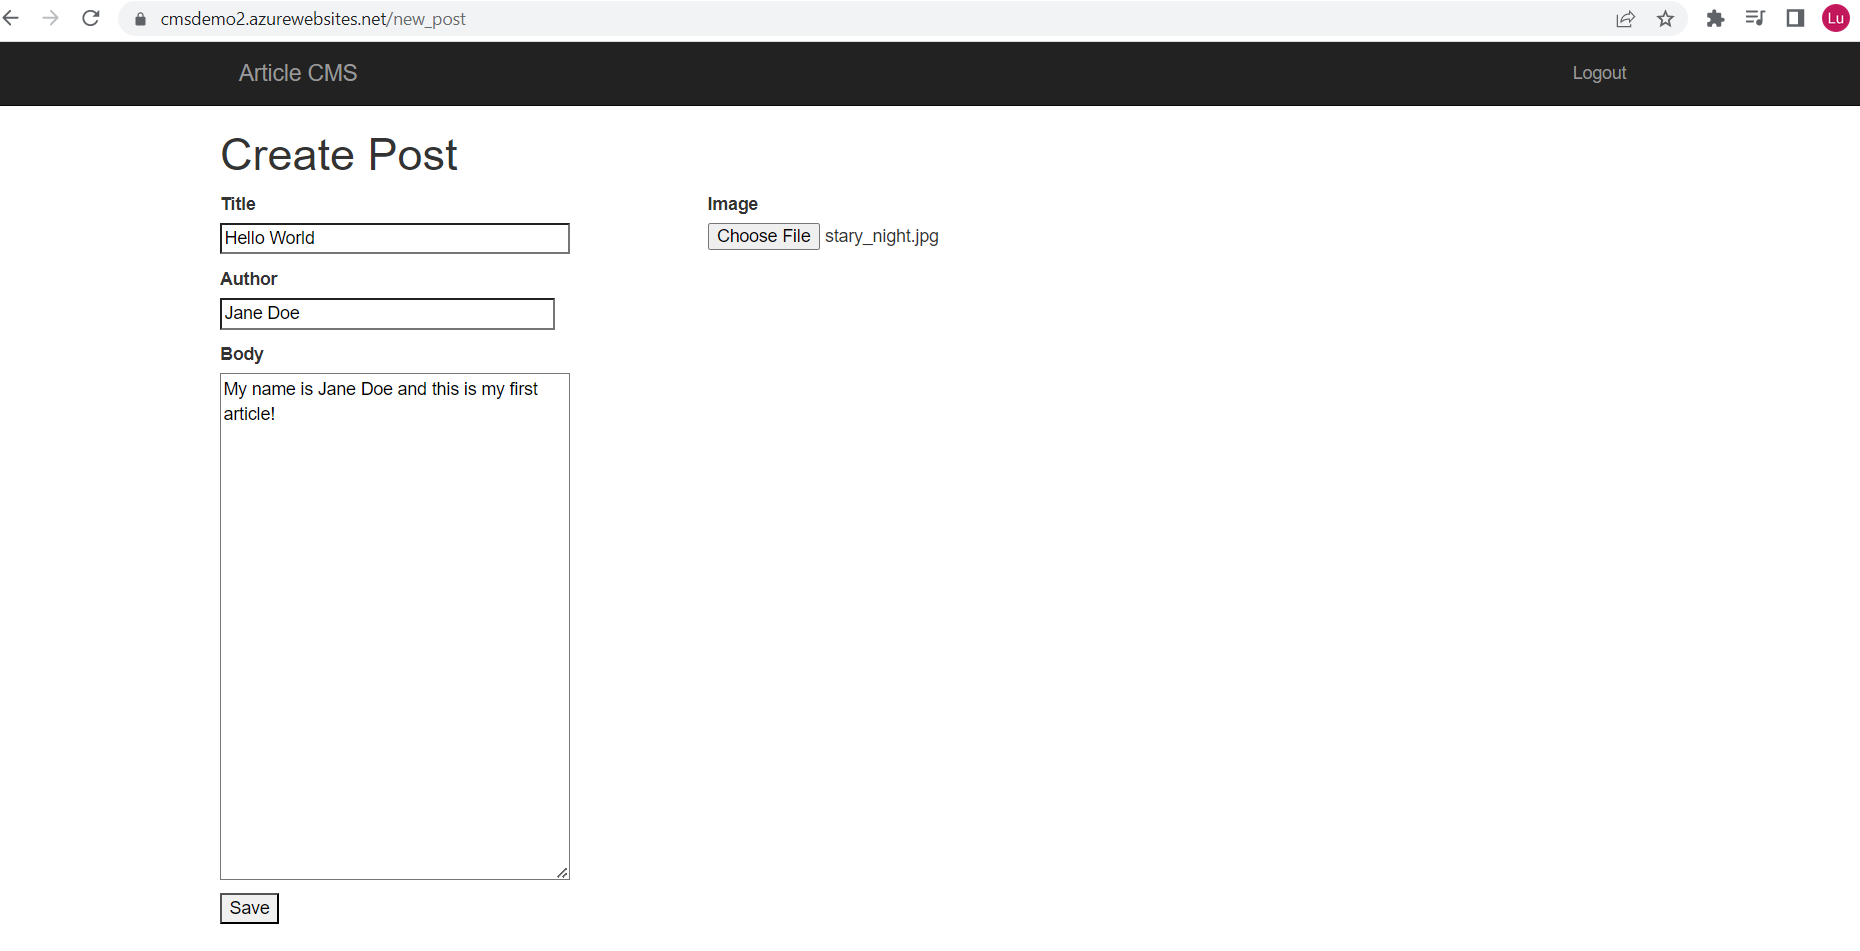 cmsdemo2.azurewebsites.net/new_post
Lu
Article CMS
Logout
Create Post
Title
Hello World
Image
Choose File stary_night.jpg
Author
Jane Doe
Body
My name is Jane Doe and this is my first
article!
Save